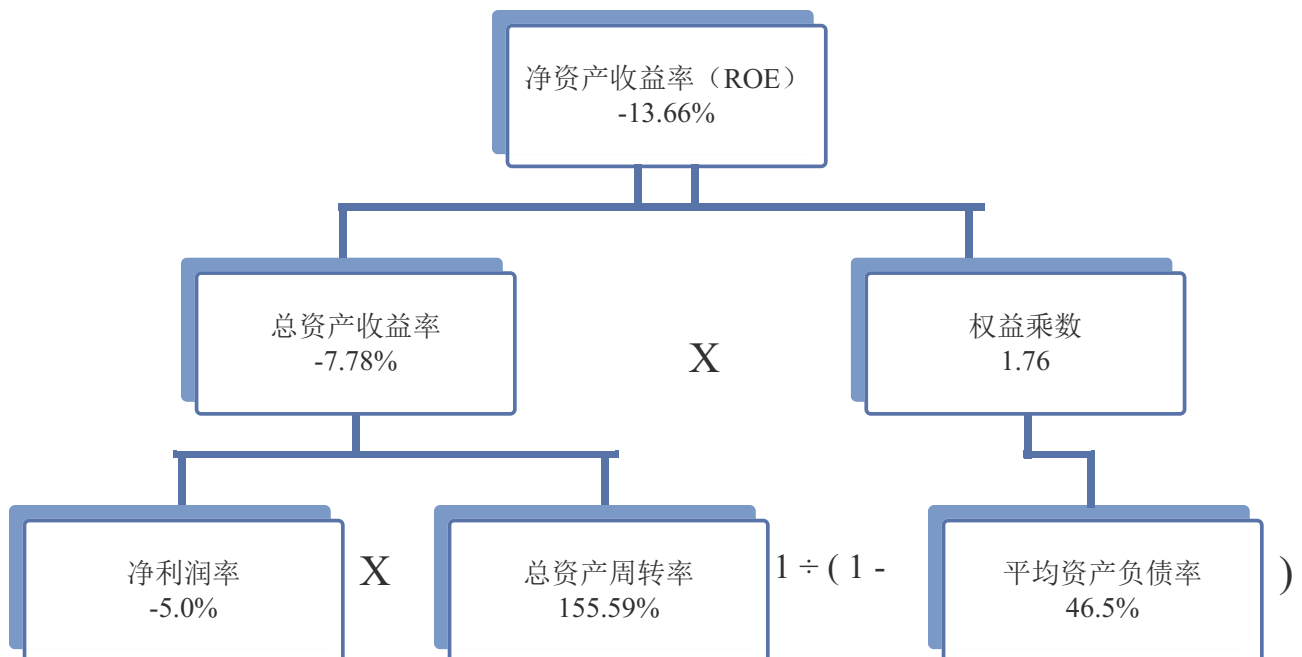 净资产收益率（ROE）
-13.66%
总资产收益率
-7.78%
X
权益乘数
1.76
净利润率
-5.0%
X
总资产周转率
155.59%
1 ÷ ( 1 -
平均资产负债率
46.5%
)